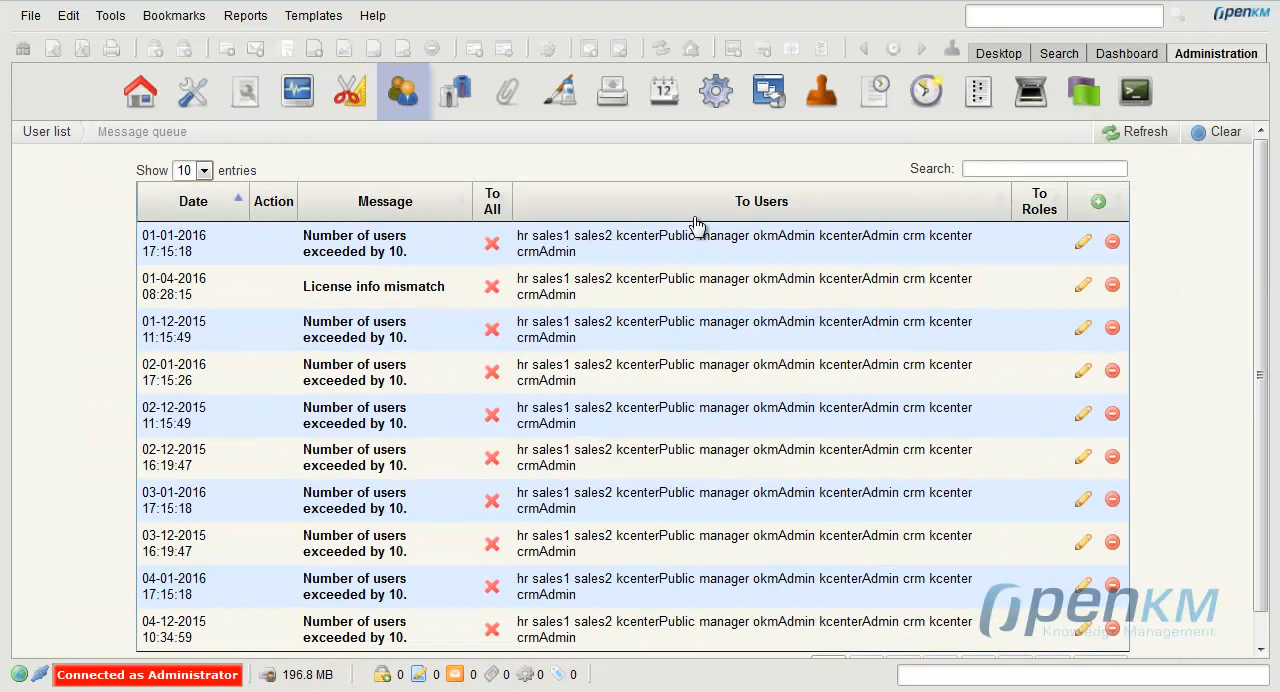 File Edit Tools Bookmarks Reports Templates Help
OPENKM
Desktop Search Dashboard Administration
12
User list Message queue Refresh Clear
Show 10 entries Search:
Date Action Message To All To Users To Roles
01-01-2016 Number of users hr sales1 sales2 kcenterPublic manager okmAdmin kcenterAdmin crm kcenter
17:15:18 exceeded by 10. crmAdmin
01-04-2016 License info mismatch hr sales1 sales2 kcenterPublic manager okmAdmin kcenterAdmin crm kcenter
08:28:15 crmAdmin
01-12-2015 Number of users hr sales1 sales2 kcenterPublic manager okmAdmin kcenterAdmin crm kcenter
11:15:49 exceeded by 10. crmAdmin
02-01-2016 Number of users hr sales1 sales2 kcenterPublic manager okmAdmin kcenterAdmin crm kcenter
17:15:26 exceeded by 10. crmAdmin
02-12-2015 Number of users hr sales1 sales2 kcenterPublic manager okmAdmin kcenterAdmin crm kcenter
11:15:49 exceeded by 10. crmAdmin
02-12-2015 Number of users hr sales1 sales2 kcenterPublic manager okmAdmin kcenterAdmin crm kcenter
16:19:47 exceeded by 10. crmAdmin
03-01-2016 Number of users hr sales1 sales2 kcenterPublic manager okmAdmin kcenterAdmin crm kcenter
17:15:18 exceeded by 10. crmAdmin
03-12-2015 Number of users hr sales1 sales2 kcenterPublic manager okmAdmin kcenterAdmin crm kcenter
16:19:47 exceeded by 10. crmAdmin
04-01-2016 Number of users hr sales1 sales2 kcenterPublic manager okmAdmin kcenterAdmin crm kcenter
17:15:18 exceeded by 10. crmAdmin
04-12-2015 Number of users hr sales1 sales2 kcenterPublic manager okmAdmin kcenterAdmin crm kcenter
10:34:59 exceeded by 10. crmAdmin
OpenKM
Knowledge Management
Connected as Administrator 196.8 MB 0 0 0 0 0 0